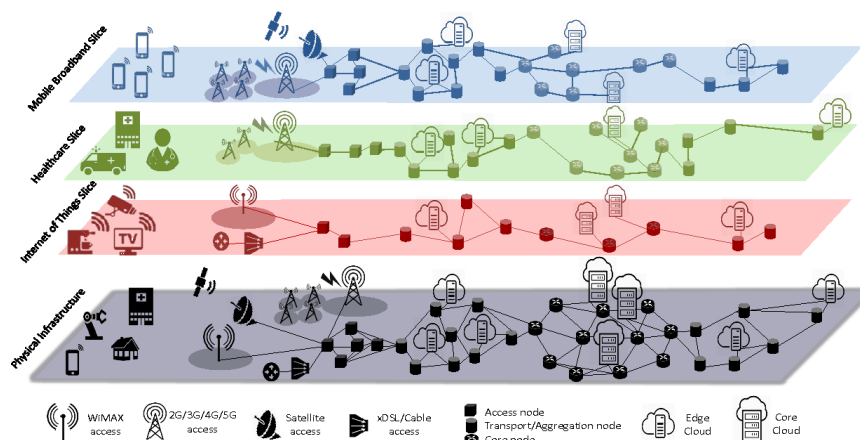 Mobile Broadband Slice
Healthcare Slice
Internet of Things Slice
TV
Physical Infrastructure
WiMAX
access
2G/3G/4G/5G
access
Satellite
access
xDSL/Cable
access
Access node
Transport/Aggregation node
Core node
Edge
Cloud
Core
Cloud